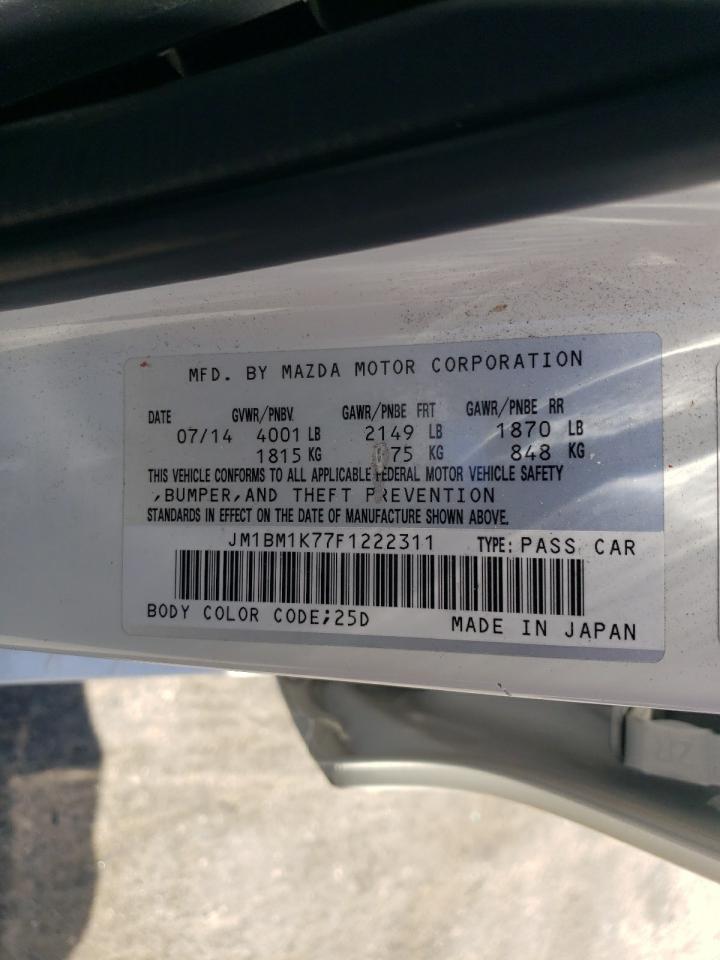 MFD. BY MAZDA MOTOR CORPORATION
DATE GVWR/PNBV GAWR/PNBE FRT GAWR/PNBE RR
07/14 4001 LB 2149 LB 1870 LB
1815 KG 75 KG 848 KG
THIS VEHICLE CONFORMS TO ALL APPLICABLE FEDERAL MOTOR VEHICLE SAFETY
,BUMPER,AND THEFT PREVENTION
STANDARDS IN EFFECT ON THE DATE OF MANUFACTURE SHOWN ABOVE.
JM1BM1K77F1222311 TYPE: PASS CAR
BODY COLOR CODE;25D MADE IN JAPAN